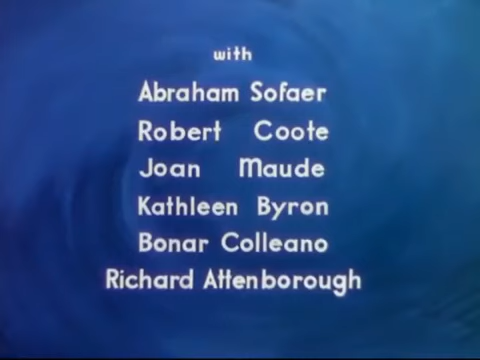 with
Abraham Sofaer
Robert Coote
Joan Maude
Kathleen Byron
Bonar Colleano
Richard Attenborough